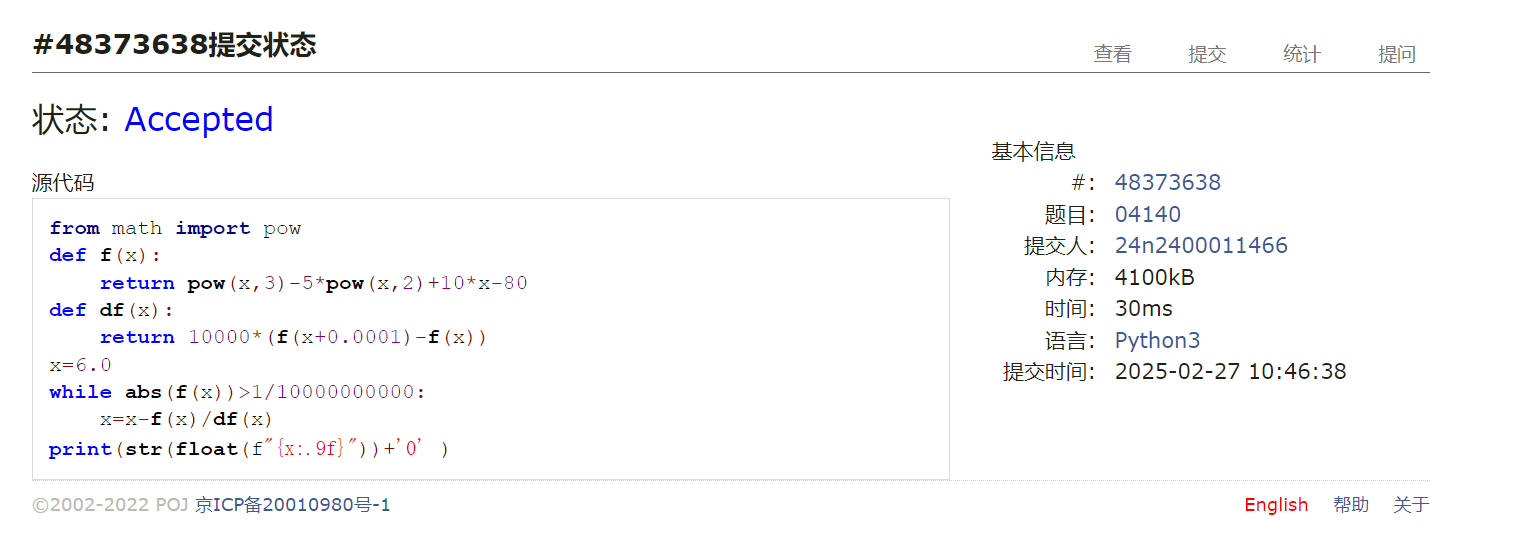 #48373638提交状态
查看 提交 统计 提问
状态: Accepted
源代码
from math import pow
def f(x):
    return pow(x,3)-5*pow(x,2)+10*x-80
def df(x):
    return 10000*(f(x+0.0001)-f(x))
x=6.0
while abs(f(x))>1/10000000000:
    x=x-f(x)/df(x)
print(str(float(f"{x:.9f}"))+'0' )
基本信息
#: 48373638
题目: 04140
提交人: 24n2400011466
内存: 4100kB
时间: 30ms
语言: Python3
提交时间: 2025-02-27 10:46:38
©2002-2022 POJ 京ICP备20010980号-1
English 帮助 关于